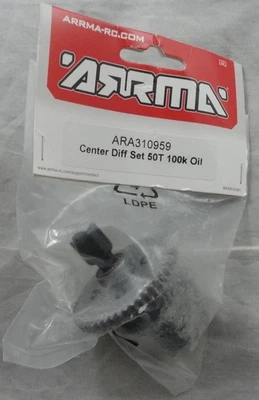 ARRMA-RC.COM
ARRMA
ARA310959
Center Diff Set 50T 100k Oil
LDPE